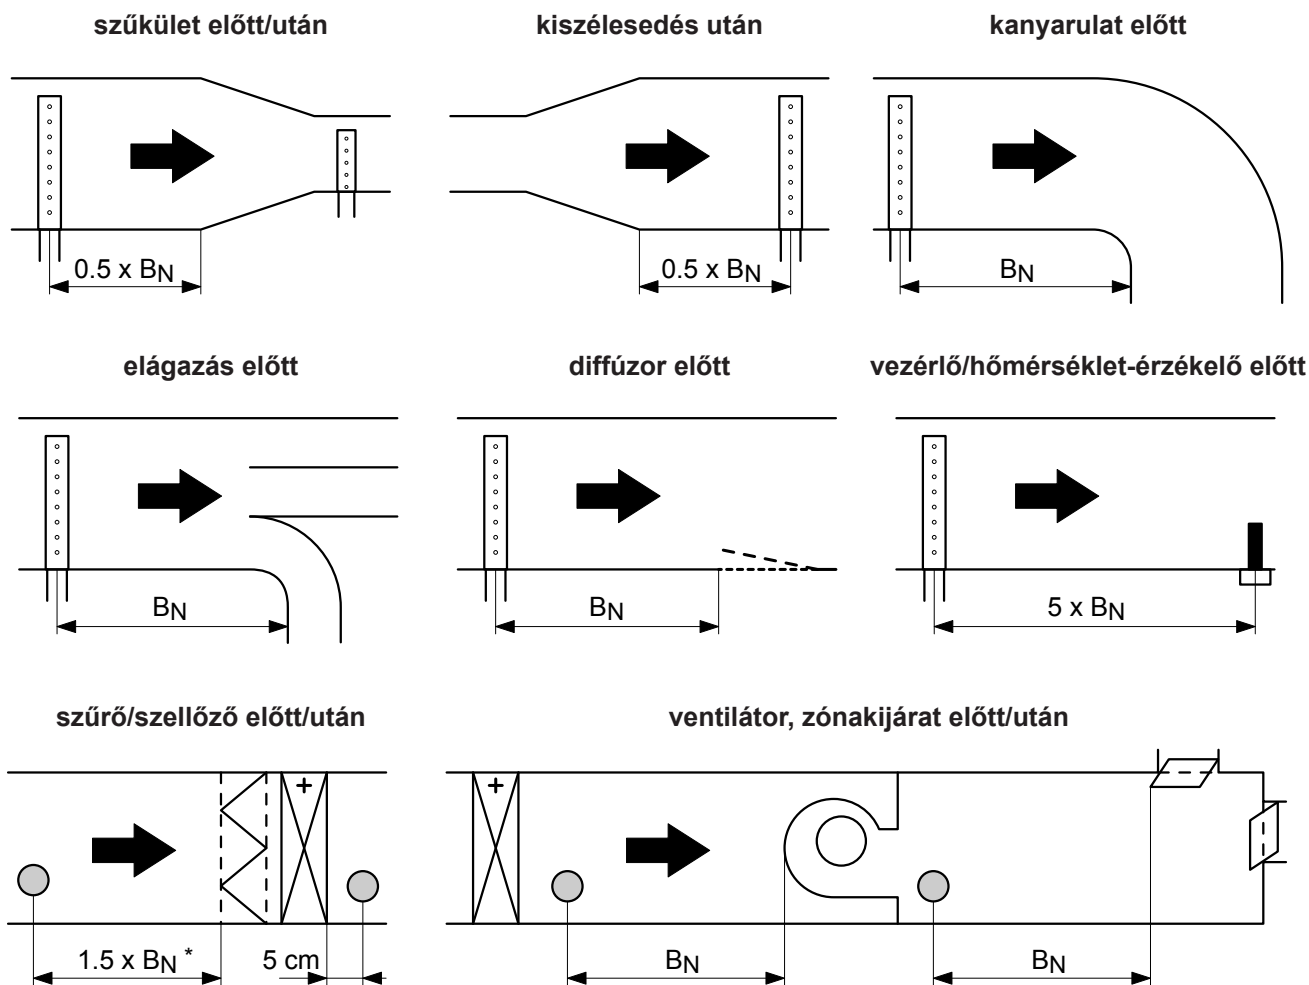 szűkület előtt/után
kiszélesedés után
kanyarulat előtt
0.5 x BN
0.5 x BN
BN
elágazás előtt
diffúzor előtt
vezérlő/hőmérséklet-érzékelő előtt
BN
BN
5 x BN
szűrő/szellőző előtt/után
ventilátor, zónakijárat előtt/után
+
+
1.5 x BN *
5 cm
BN
BN